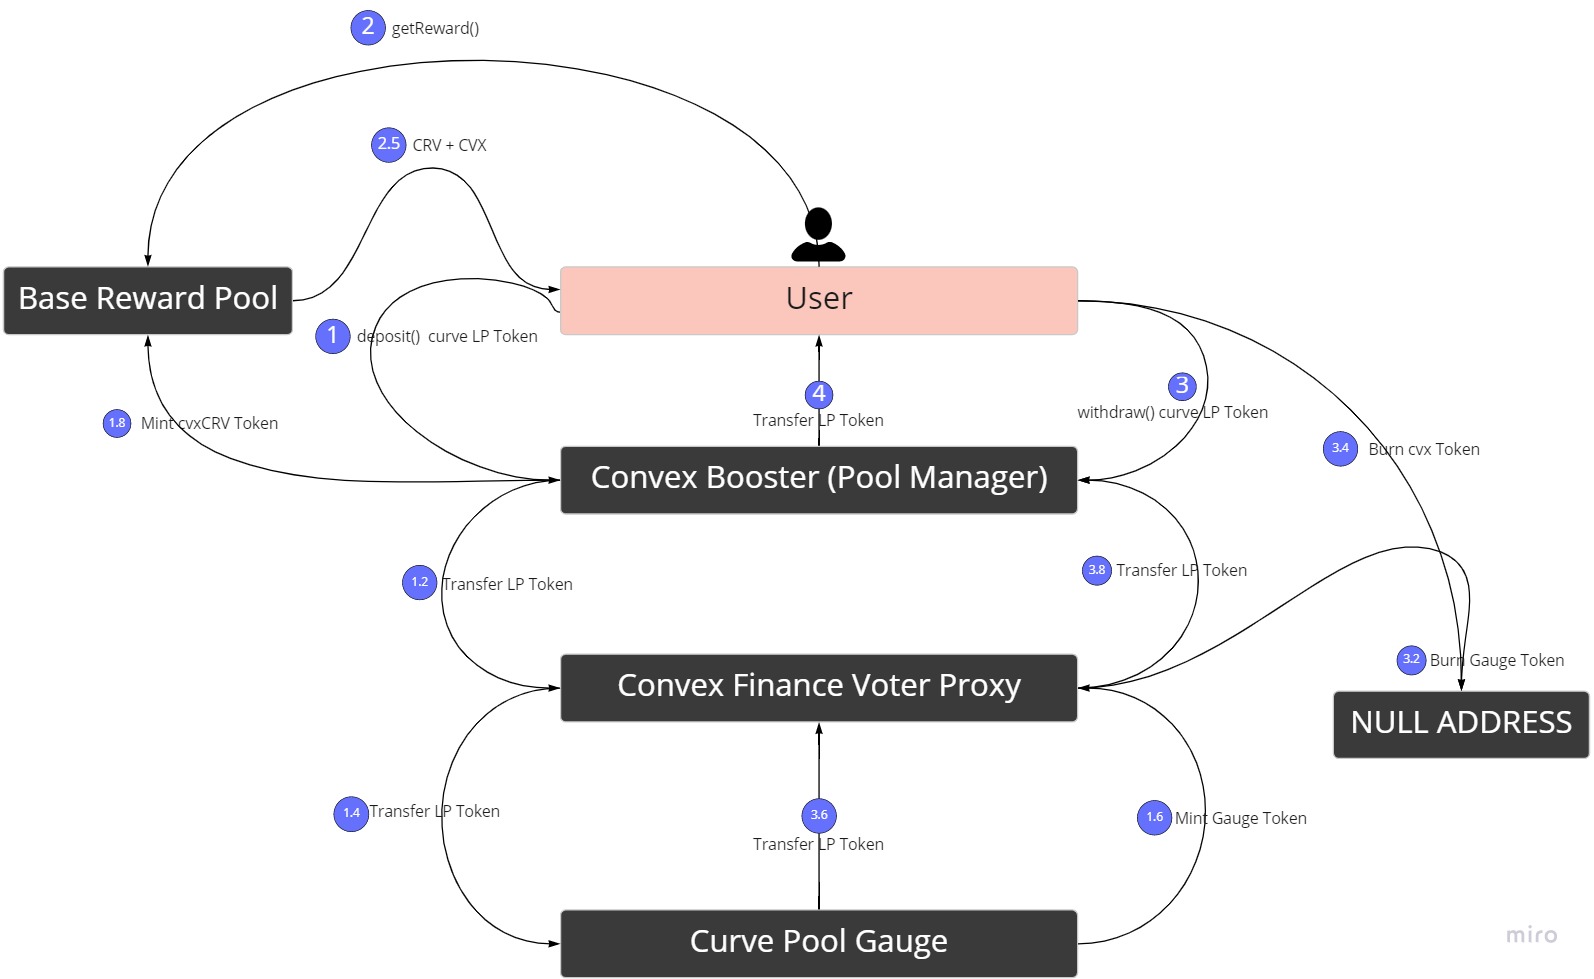 2 getReward()
2.5 CRV + CVX
Base Reward Pool
User
1 deposit() curve LP Token
4
Transfer LP Token
3
withdraw() curve LP Token
1.8 Mint cvxCRV Token
3.4 Burn cvx Token
Convex Booster (Pool Manager)
1.2 Transfer LP Token
3.8 Transfer LP Token
3.2 Burn Gauge Token
Convex Finance Voter Proxy
NULL ADDRESS
1.4 Transfer LP Token
3.6
Transfer LP Token
1.6 Mint Gauge Token
Curve Pool Gauge
miro